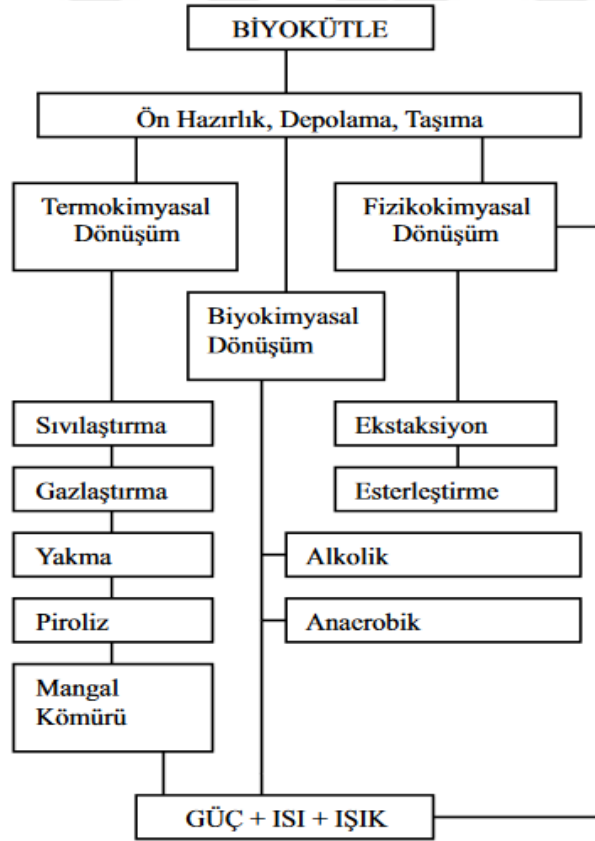 BİYOKÜTLE
Ön Hazırlık, Depolama, Taşıma
Termokimyasal
Dönüşüm
Fizikokimyasal
Dönüşüm
Biyokimyasal
Dönüşüm
Sıvılaştırma
Gazlaştırma
Yakma
Piroliz
Mangal
Kömürü
Ekstaksiyon
Esterleştirme
Alkolik
Anaerobik
GÜÇ + ISI + IŞIK